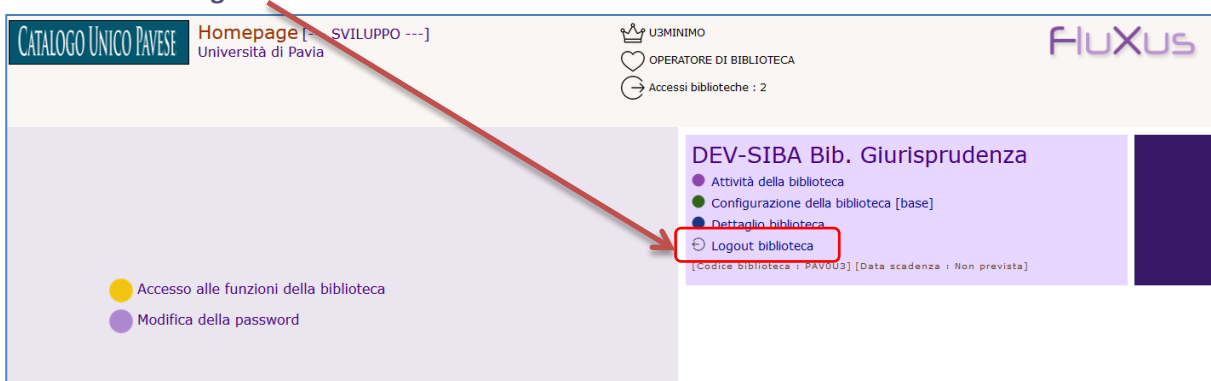 CATALOGO UNICO PAVESE
Homepage [--- SVILUPPO ---]
Università di Pavia
U3MINIMO
OPERATORE DI BIBLIOTECA
Accessi biblioteche : 2
FluXus
DEV-SIBA Bib. Giurisprudenza
Attività della biblioteca
Configurazione della biblioteca [base]
Dettaglio biblioteca
Logout biblioteca
[Codice biblioteca : PAV0U3] [Data scadenza : Non prevista]
Accesso alle funzioni della biblioteca
Modifica della password